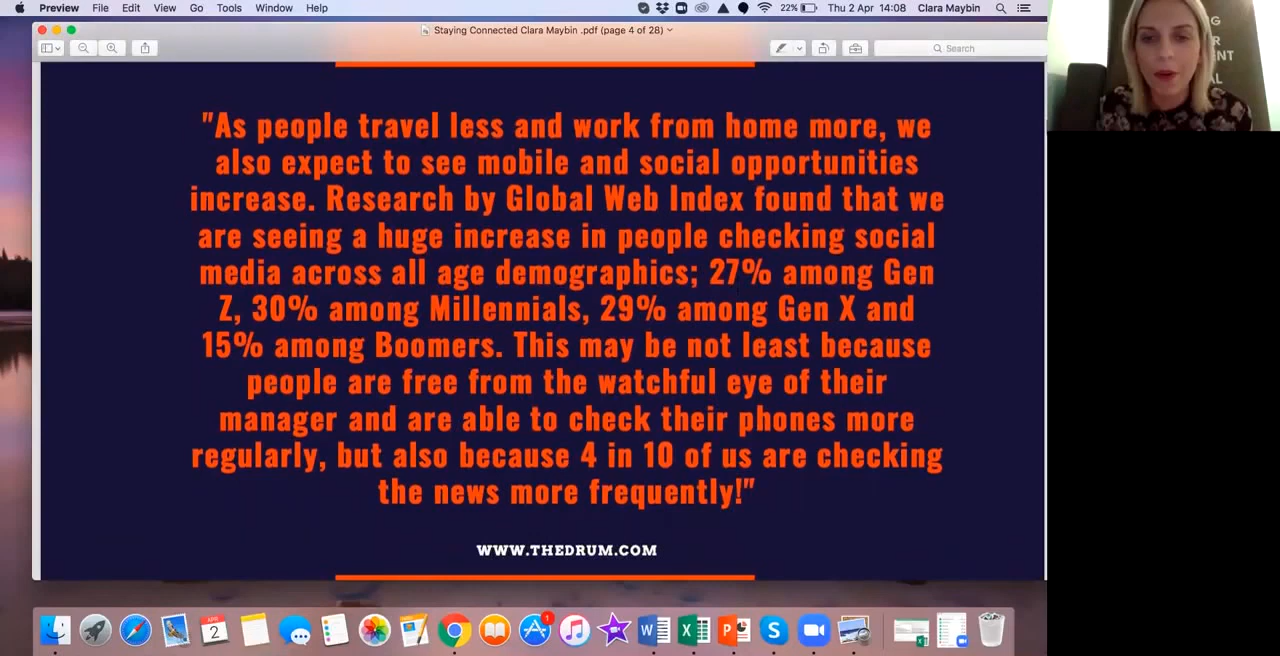 Preview File Edit View Go Tools Window Help 22% Thu 2 Apr 14:08 Clara Maybin
Staying Connected Clara Maybin .pdf (page 4 of 28)
Search
"As people travel less and work from home more, we
also expect to see mobile and social opportunities
increase. Research by Global Web Index found that we
are seeing a huge increase in people checking social
media across all age demographics; 27% among Gen
Z, 30% among Millennials, 29% among Gen X and
15% among Boomers. This may be not least because
people are free from the watchful eye of their
manager and are able to check their phones more
regularly, but also because 4 in 10 of us are checking
the news more frequently!"
WWW.THEDRUM.COM
APR
2
1